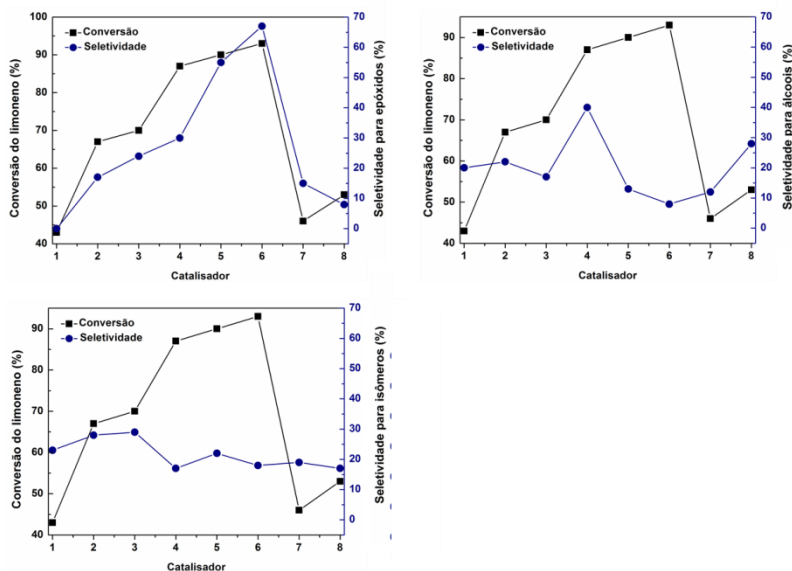 Conversão
Seletividade
Conversão do limoneno (%)
100
90
80
70
60
50
40
Seletividade para epóxidos (%)
70
60
50
40
30
20
10
0
1 2 3 4 5 6 7 8
Catalisador
Conversão
Seletividade
Conversão do limoneno (%)
90
80
70
60
50
40
Seletividade para álcoois (%)
70
60
50
40
30
20
10
0
1 2 3 4 5 6 7 8
Catalisador
Conversão
Seletividade
Conversão do limoneno (%)
90
80
70
60
50
40
Seletividade para isômeros (%)
70
60
50
40
30
20
10
0
1 2 3 4 5 6 7 8
Catalisador